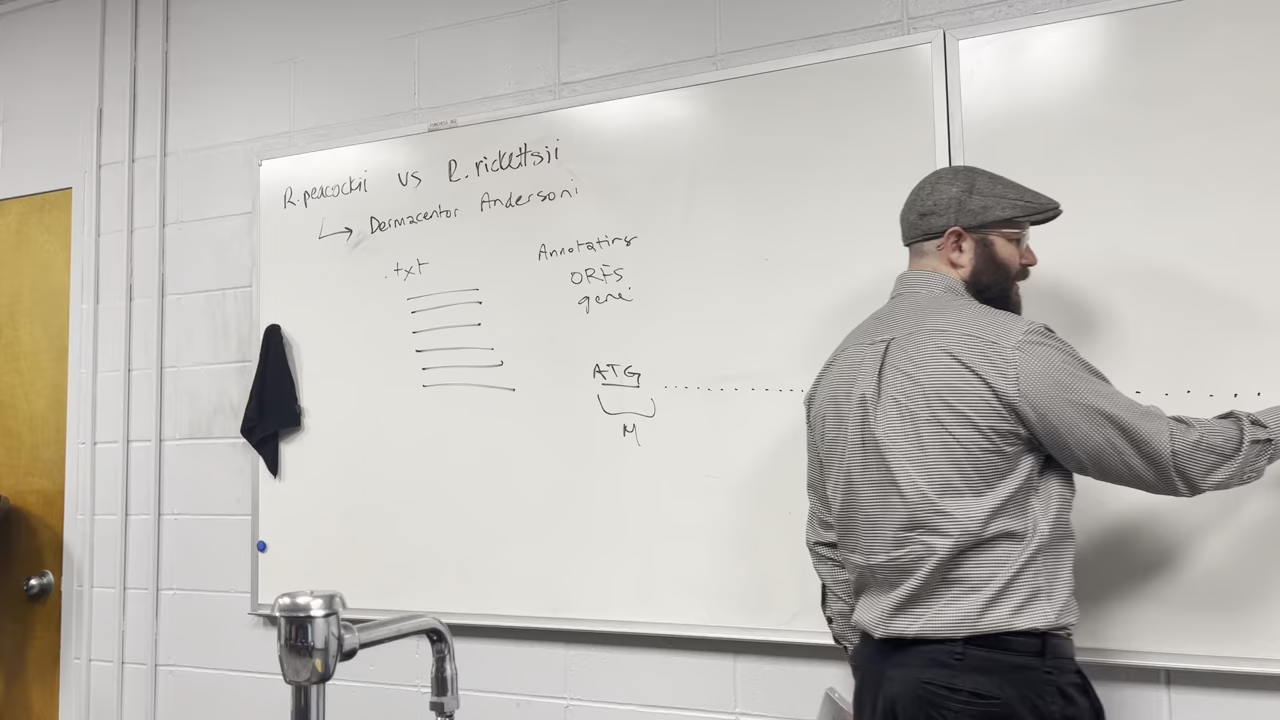 R.peacockii vs R.rickettsii
Dermacentor Andersoni
.txt
Annotating
ORFS
gene
ATG
M